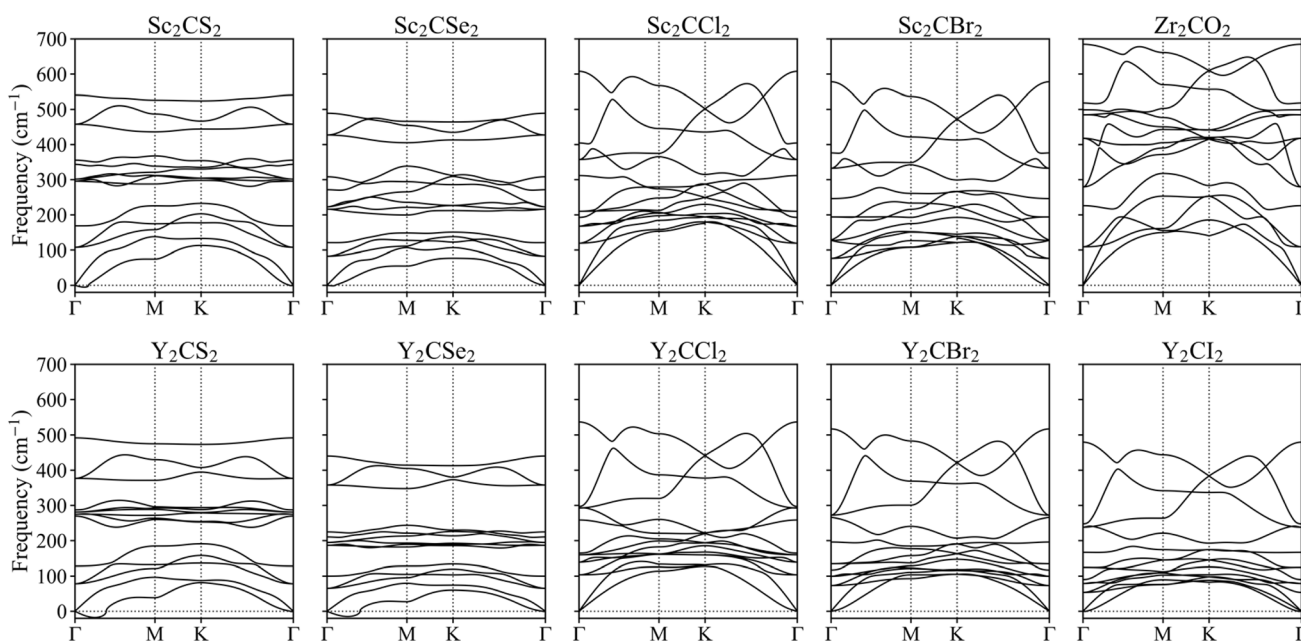 Sc₂CS₂ Sc₂CSe₂ Sc₂CCl₂ Sc₂CBr₂ Zr₂CO₂
Frequency (cm⁻¹)
700
600
500
400
300
200
100
0
Γ M K Γ Γ M K Γ Γ M K Γ Γ M K Γ Γ M K Γ
Y₂CS₂ Y₂CSe₂ Y₂CCl₂ Y₂CBr₂ Y₂CI₂
Frequency (cm⁻¹)
700
600
500
400
300
200
100
0
Γ M K Γ Γ M K Γ Γ M K Γ Γ M K Γ Γ M K Γ